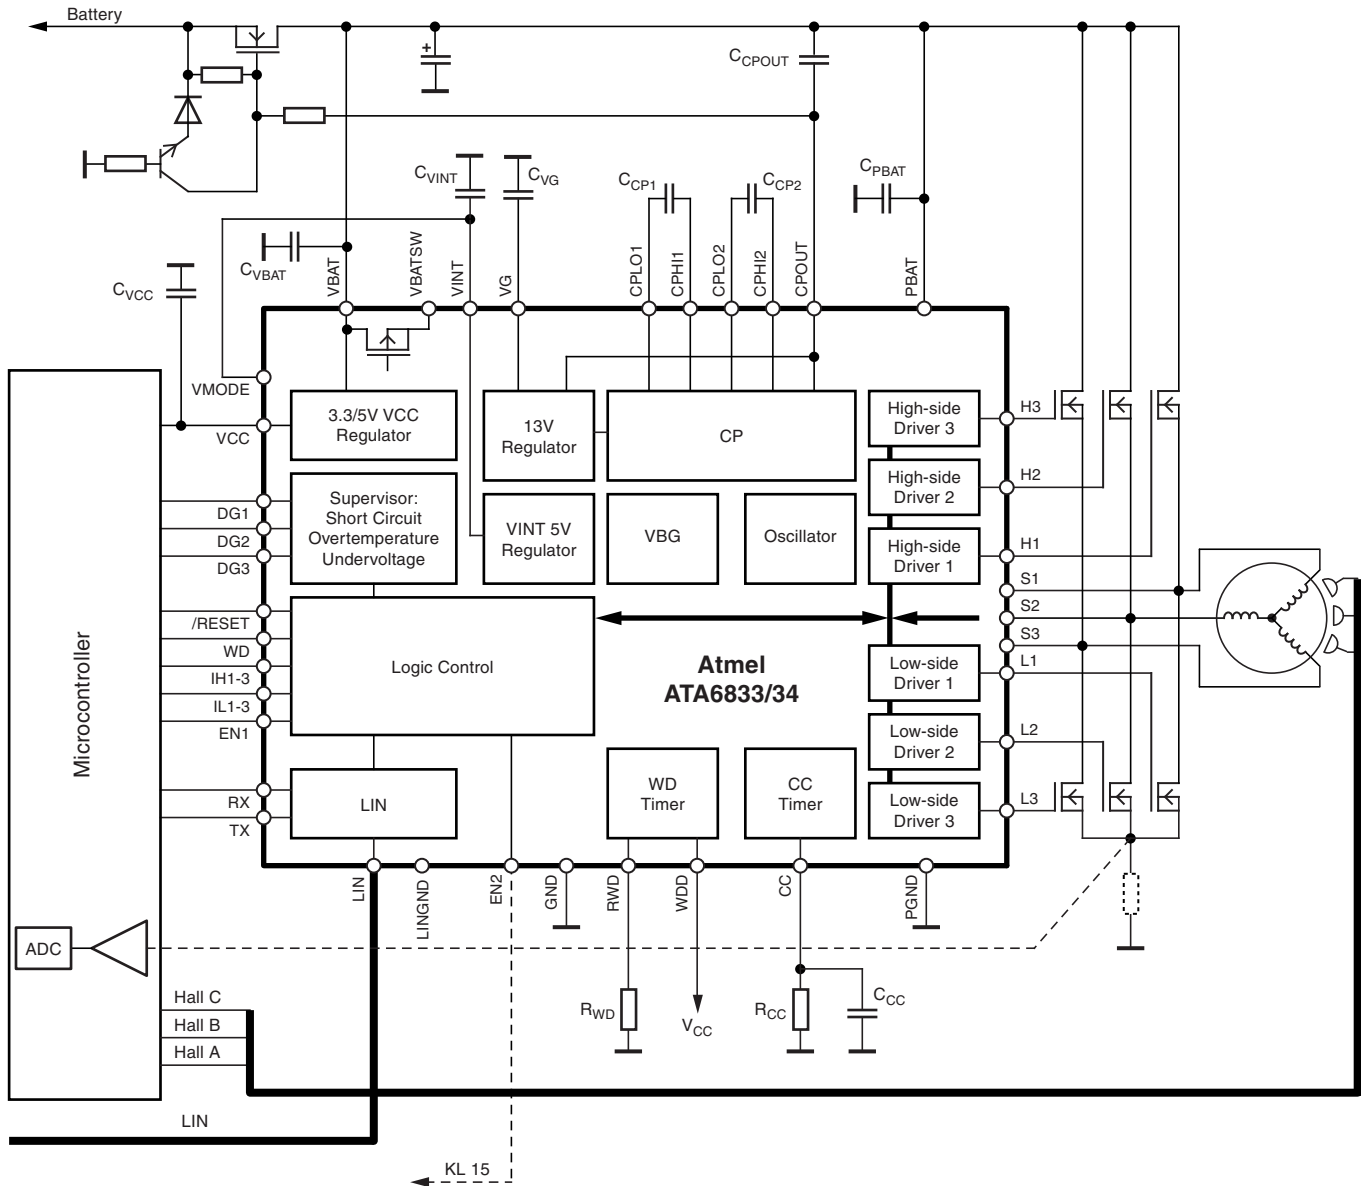 Battery
+
CCPOUT
CVINT
CVG
CCP1
CCP2
CPBAT
CVBAT
CVCC
VBAT
VBATSW
VINT
VG
CPLO1
CPHI1
CPLO2
CPHI2
CPOUT
PBAT
VMODE
VCC
DG1
DG2
DG3
/RESET
WD
IH1-3
IL1-3
EN1
RX
TX
Microcontroller
3.3/5V VCC
Regulator
13V
Regulator
CP
High-side
Driver 3
High-side
Driver 2
High-side
Driver 1
Supervisor:
Short Circuit
Overtemperature
Undervoltage
VINT 5V
Regulator
VBG
Oscillator
Logic Control
Atmel
ATA6833/34
Low-side
Driver 1
Low-side
Driver 2
Low-side
Driver 3
LIN
WD
Timer
CC
Timer
H3
H2
H1
S1
S2
S3
L1
L2
L3
LIN
LINGND
EN2
GND
RWD
WDD
CC
PGND
ADC
Hall C
Hall B
Hall A
RWD
VCC
RCC
CCC
LIN
KL 15